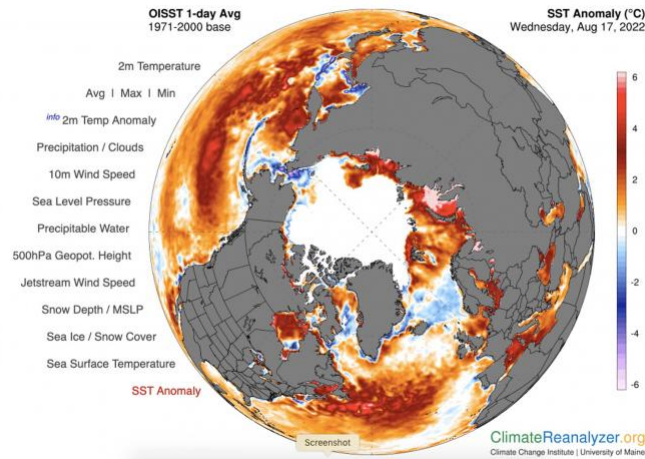 OISST 1-day Avg
1971-2000 base
SST Anomaly (°C)
Wednesday, Aug 17, 2022
2m Temperature
Avg | Max | Min
info 2m Temp Anomaly
Precipitation / Clouds
10m Wind Speed
Sea Level Pressure
Precipitable Water
500hPa Geopot. Height
Jetstream Wind Speed
Snow Depth / MSLP
Sea Ice / Snow Cover
Sea Surface Temperature
SST Anomaly
6
4
2
0
-2
-4
-6
Screenshot
ClimateReanalyzer.org
Climate Change Institute | University of Maine